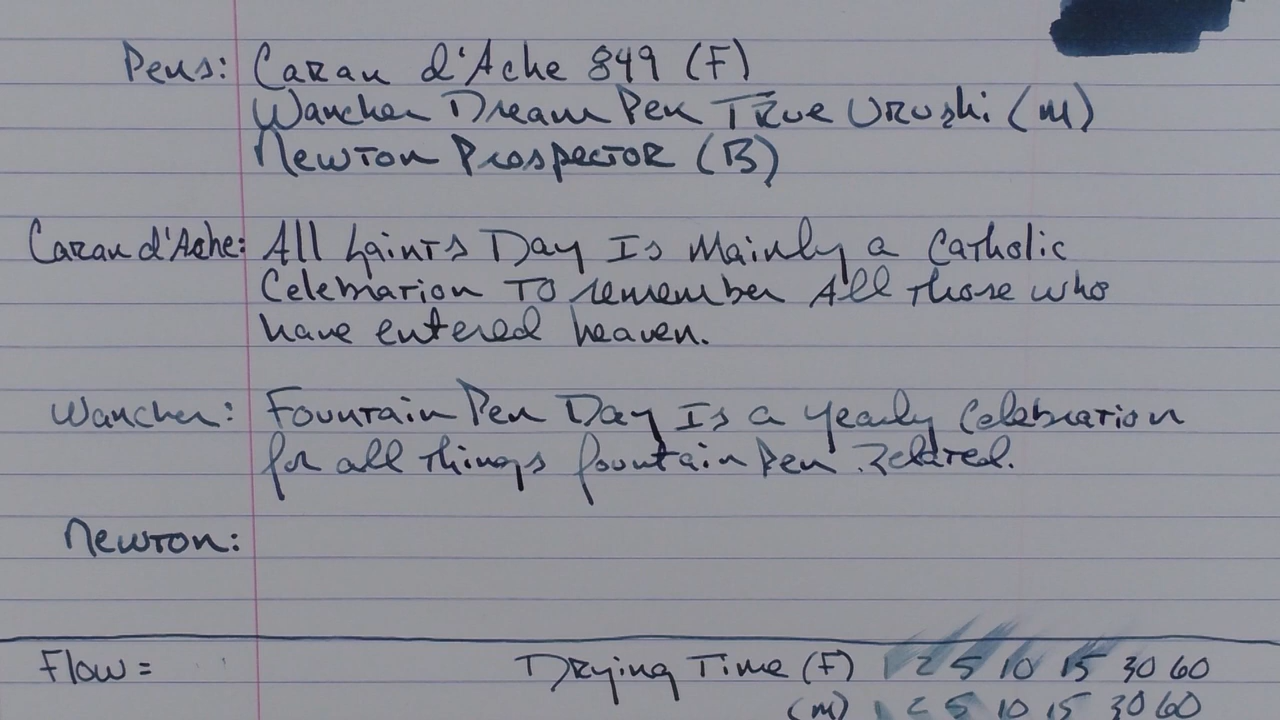 Pens: Caran d'Ache 849 (F)
Wancher Dream Pen True Urushi (M)
Newton Prospector (B)
Caran d'Ache: All Saints Day Is Mainly a Catholic
Celebration To remember All Those who
have entered heaven.
Wancher: Fountain Pen Day Is a yearly Celebration
for all things fountain Pen Related.
Newton:
Flow = Drying Time (F) 1 2 5 10 15 30 60
(M) 1 2 5 10 15 30 60